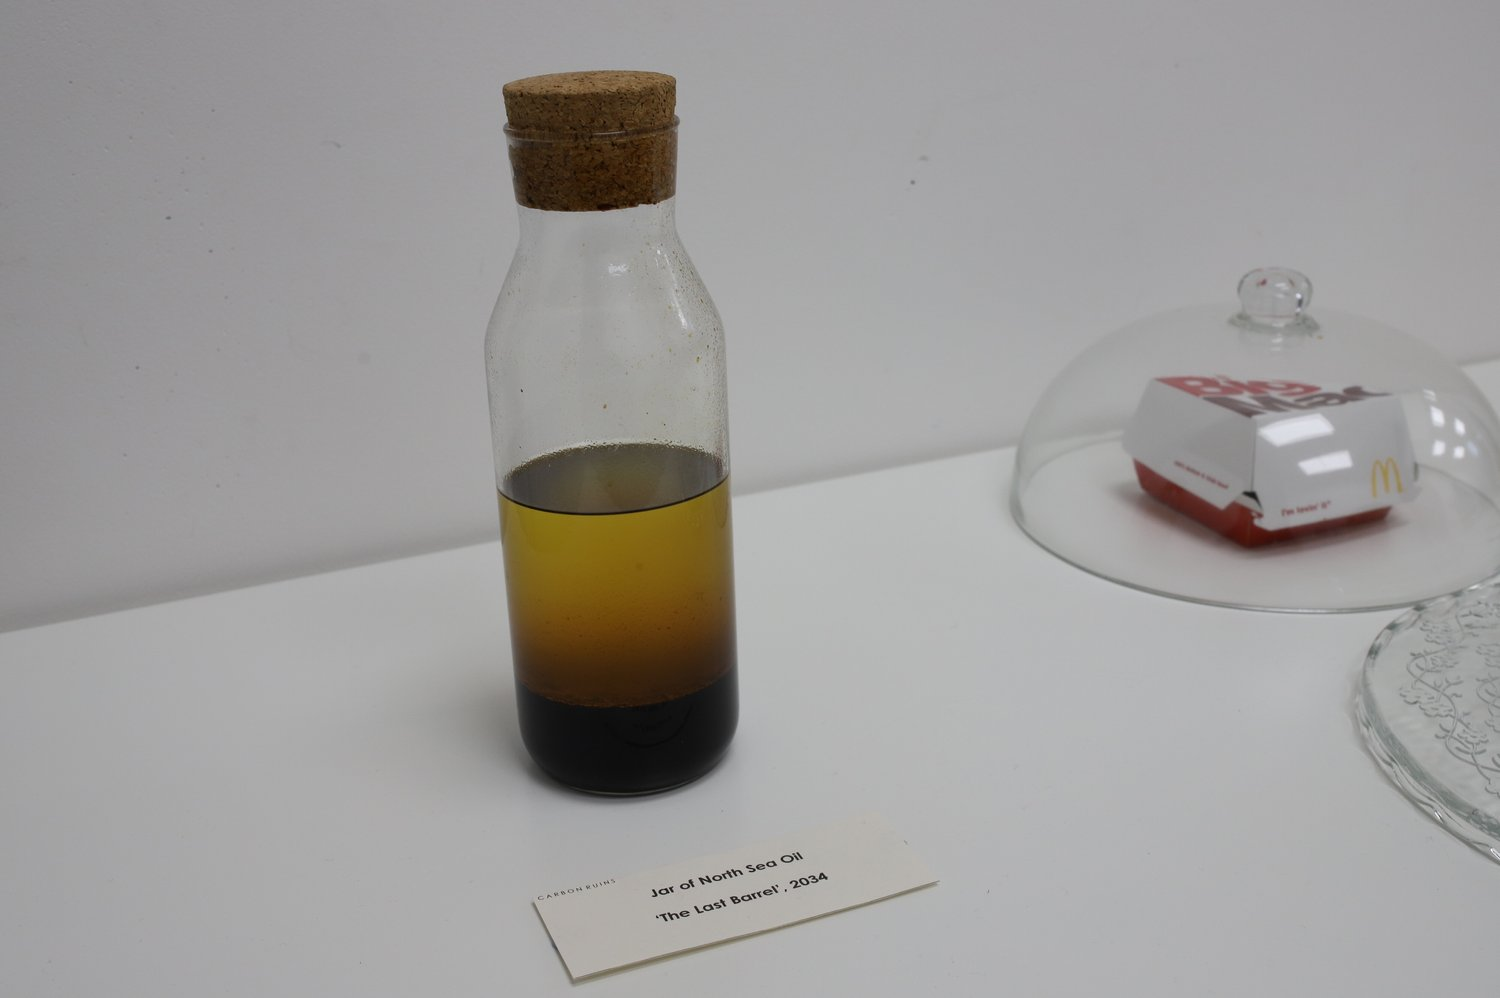 CARBON RUINS
Jar of North Sea Oil
'The Last Barrel', 2034
Big
Mac
I'm lovin' it